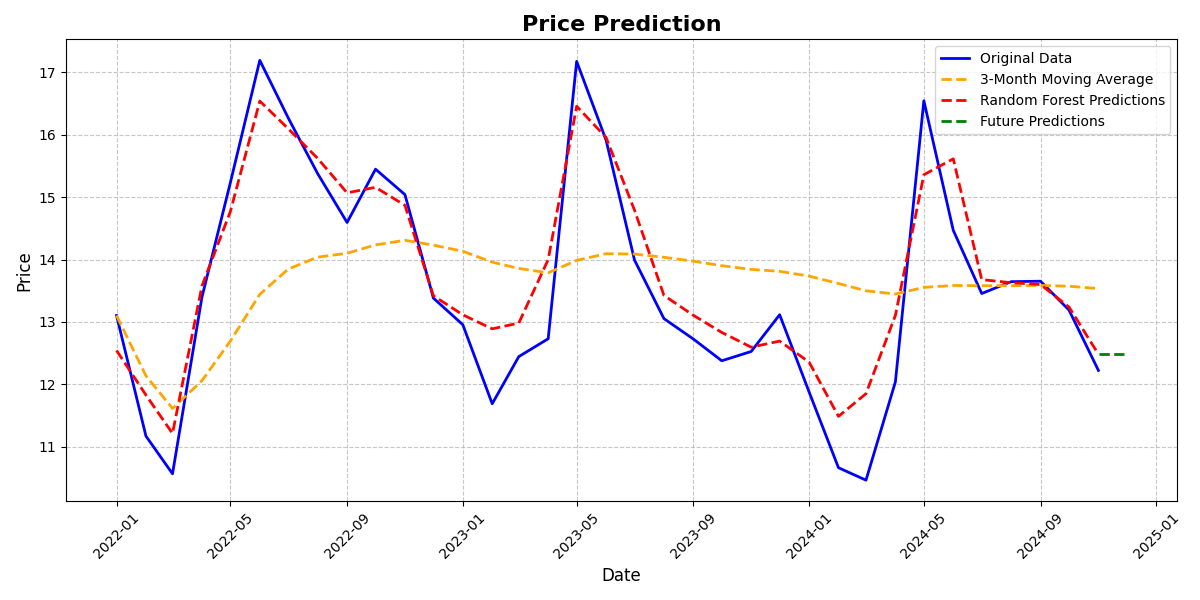 Price Prediction
Original Data
3-Month Moving Average
Random Forest Predictions
Future Predictions
Price
17
16
15
14
13
12
11
2022-01
2022-05
2022-09
2023-01
2023-05
2023-09
2024-01
2024-05
2024-09
2025-01
Date